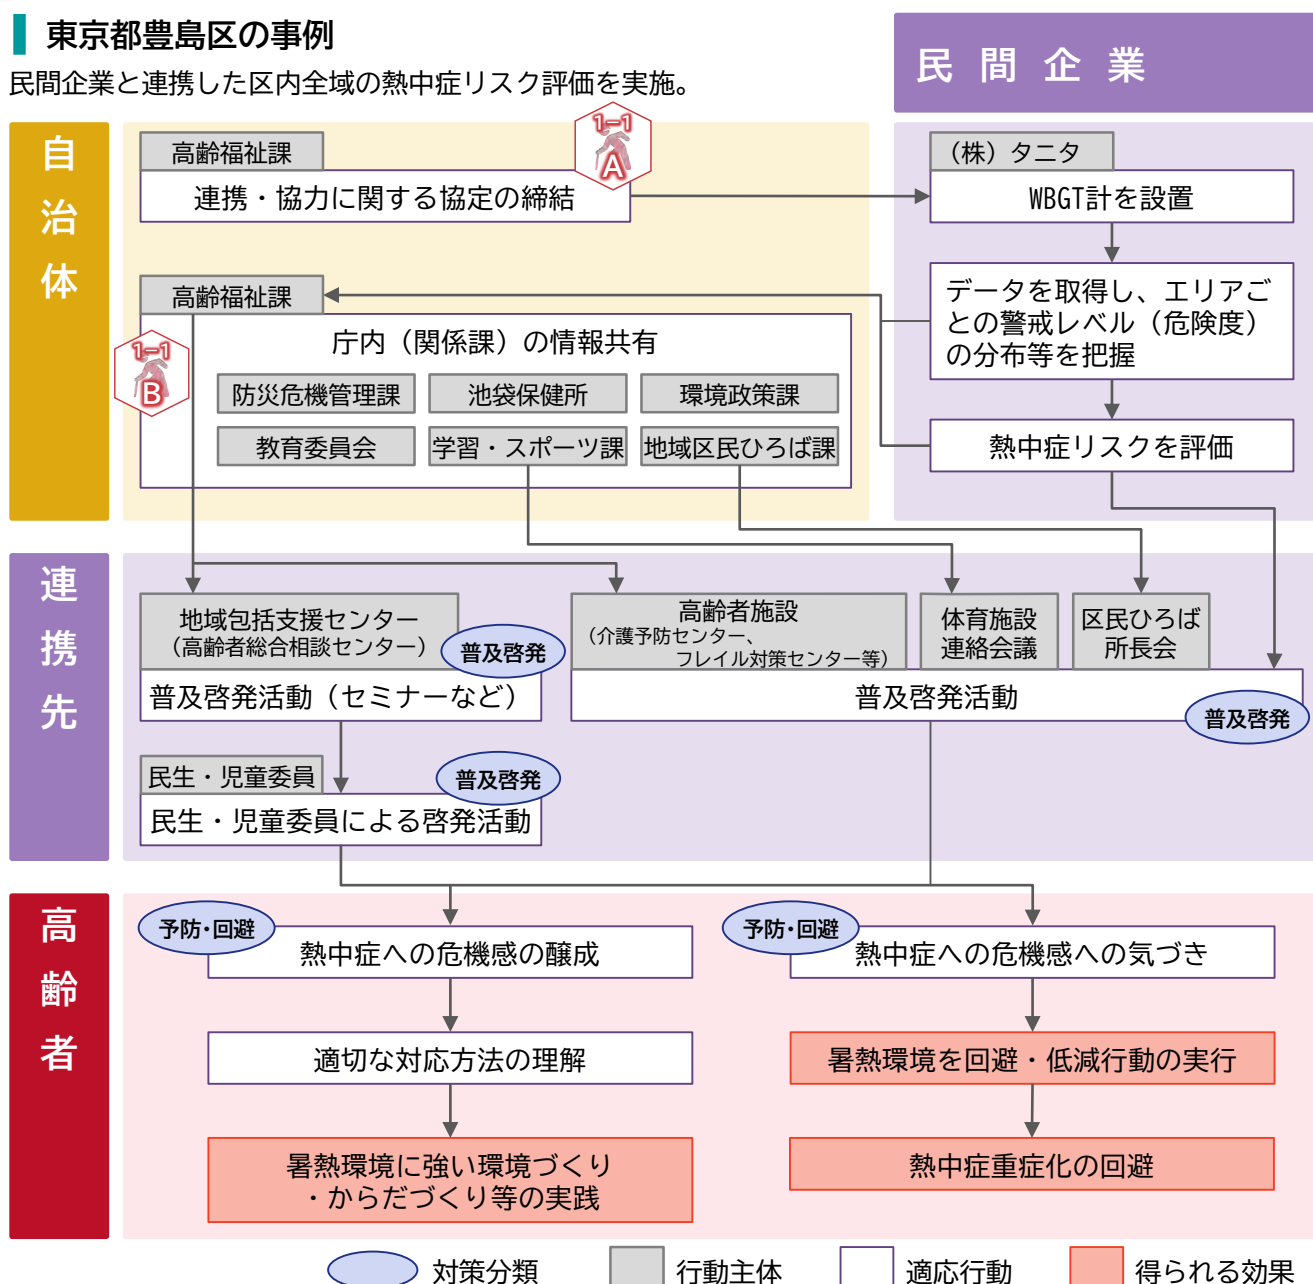 東京都豊島区の事例
民間企業と連携した区内全域の熱中症リスク評価を実施。
民間企業
自治体
高齢福祉課
1-1
A
連携・協力に関する協定の締結
（株）タニタ
WBGT計を設置
データを取得し、エリアご
との警戒レベル（危険度）
の分布等を把握
熱中症リスクを評価
高齢福祉課
1-1
B
庁内（関係課）の情報共有
防災危機管理課
池袋保健所
環境政策課
教育委員会
学習・スポーツ課
地域区民ひろば課
連携先
地域包括支援センター
（高齢者総合相談センター）
普及啓発
普及啓発活動（セミナーなど）
高齢者施設
（介護予防センター、
フレイル対策センター等）
体育施設
連絡会議
区民ひろば
所長会
普及啓発活動
普及啓発
民生・児童委員
普及啓発
民生・児童委員による啓発活動
高齢者
予防・回避
熱中症への危機感の醸成
適切な対応方法の理解
暑熱環境に強い環境づくり
・からだづくり等の実践
予防・回避
熱中症への危機感への気づき
暑熱環境を回避・低減行動の実行
熱中症重症化の回避
対策分類
行動主体
適応行動
得られる効果